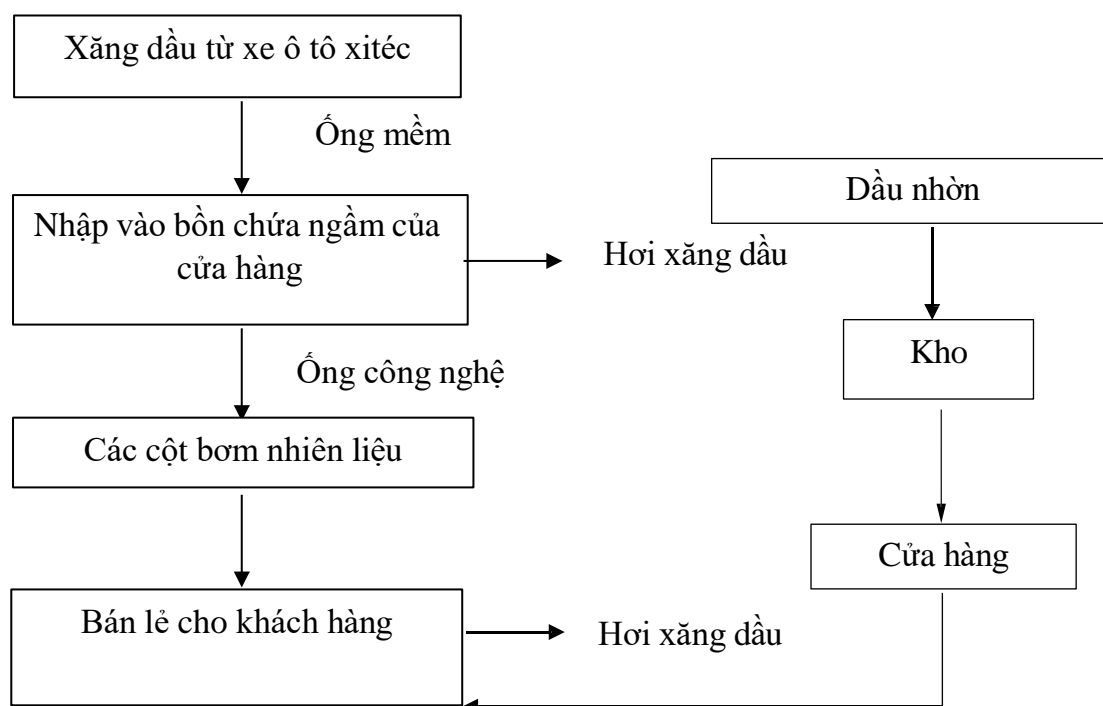 Xăng dầu từ xe ô tô xitéc
Ống mềm
Nhập vào bồn chứa ngầm của
cửa hàng
Hơi xăng dầu
Ống công nghệ
Các cột bơm nhiên liệu
Bán lẻ cho khách hàng
Hơi xăng dầu
Dầu nhờn
Kho
Cửa hàng